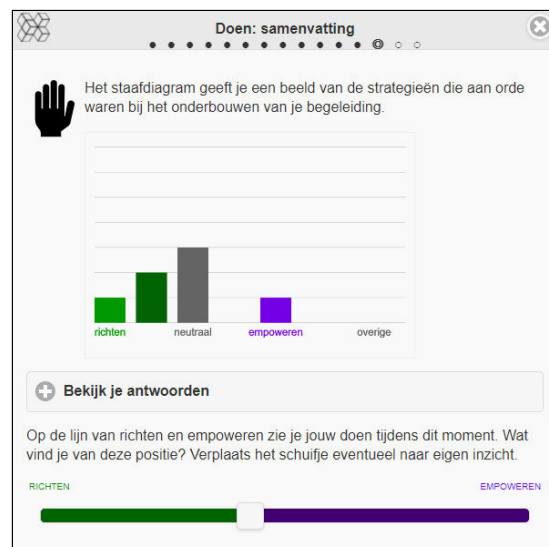 Doen: samenvatting
Het staafdiagram geeft je een beeld van de strategieën die aan orde
waren bij het onderbouwen van je begeleiding.
richten neutraal empoweren overige
Bekijk je antwoorden
Op de lijn van richten en empoweren zie je jouw doen tijdens dit moment. Wat
vind je van deze positie? Verplaats het schuifje eventueel naar eigen inzicht.
RICHTEN EMPOWEREN